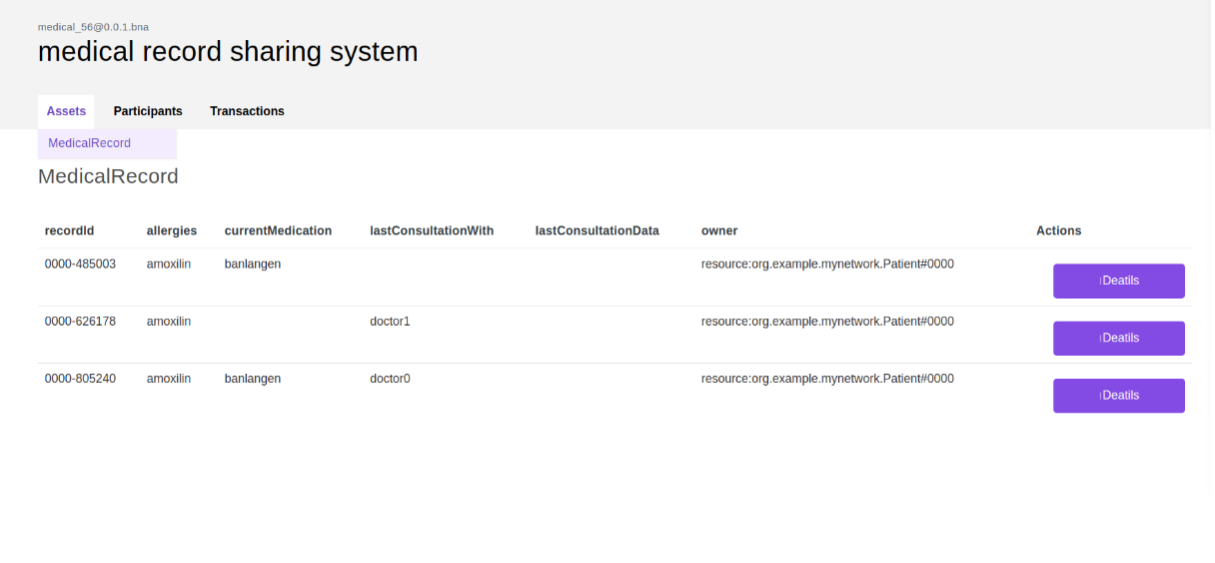 medical_56@0.0.1.bna
medical record sharing system
Assets Participants Transactions
MedicalRecord
MedicalRecord
recordId allergies currentMedication lastConsultationWith lastConsultationData owner Actions
0000-485003 amoxilin banlangen resource:org.example.mynetwork.Patient#0000
Deatils
0000-626178 amoxilin doctor1 resource:org.example.mynetwork.Patient#0000
Deatils
0000-805240 amoxilin banlangen doctor0 resource:org.example.mynetwork.Patient#0000
Deatils